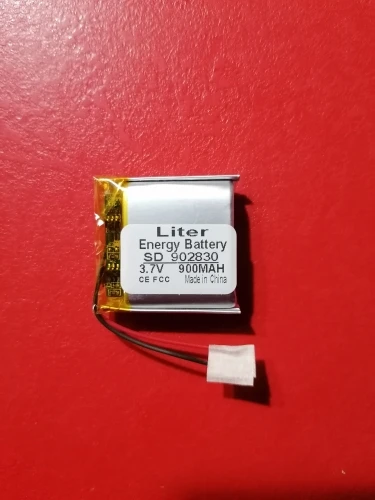 Liter
Energy Battery
SD 902830
3.7V 900MAH
CE FCC Made in China